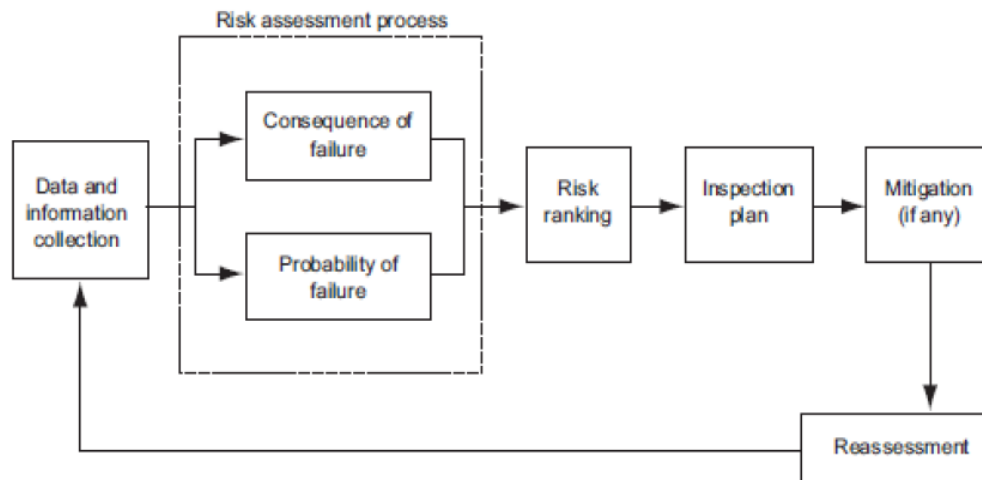 Risk assessment process
Consequence of
failure
Data and
information
collection
Probability of
failure
Risk
ranking
Inspection
plan
Mitigation
(if any)
Reassessment